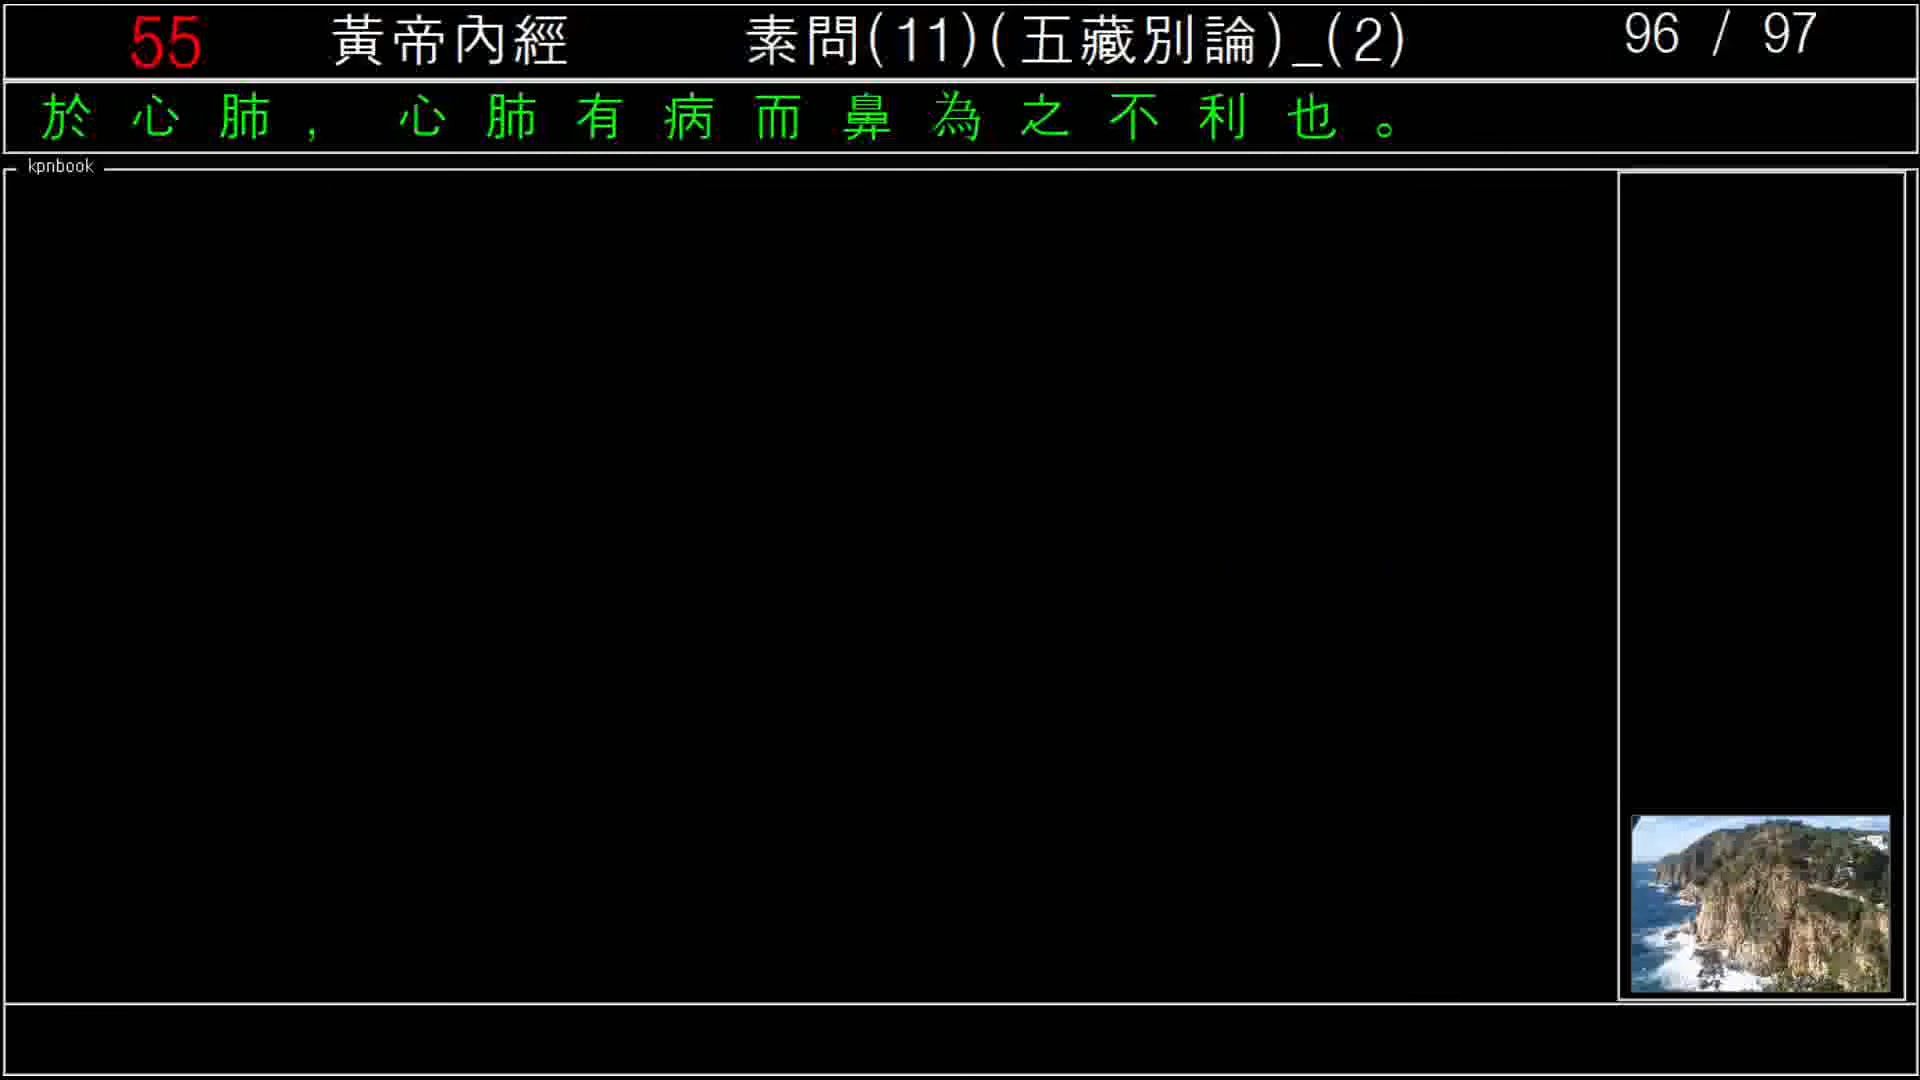 55 黃帝內經 素問(11)(五藏別論)_(2) 96 / 97
於心肺, 心肺有病而鼻為之不利也。
kpnbook